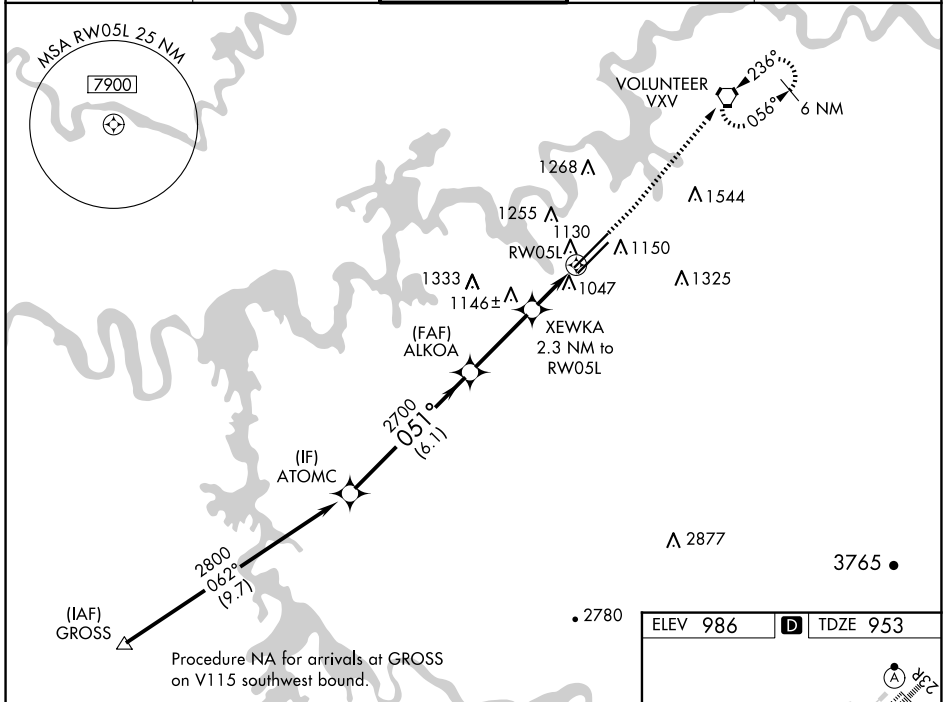 MSA RW05L 25 NM
7900
VOLUNTEER
VXV
236°
056°
6 NM
1268
1544
1255
1130
RW05L
1150
1333
1146±
1047
1325
(FAF)
ALKOA
XEWKA
2.3 NM to
RW05L
2700
051°
(6.1)
(IF)
ATOMC
2877
3765
2800
062°
(9.7)
(IAF)
GROSS
2780
ELEV 986 D TDZE 953
Procedure NA for arrivals at GROSS
on V115 southwest bound.
A
23R